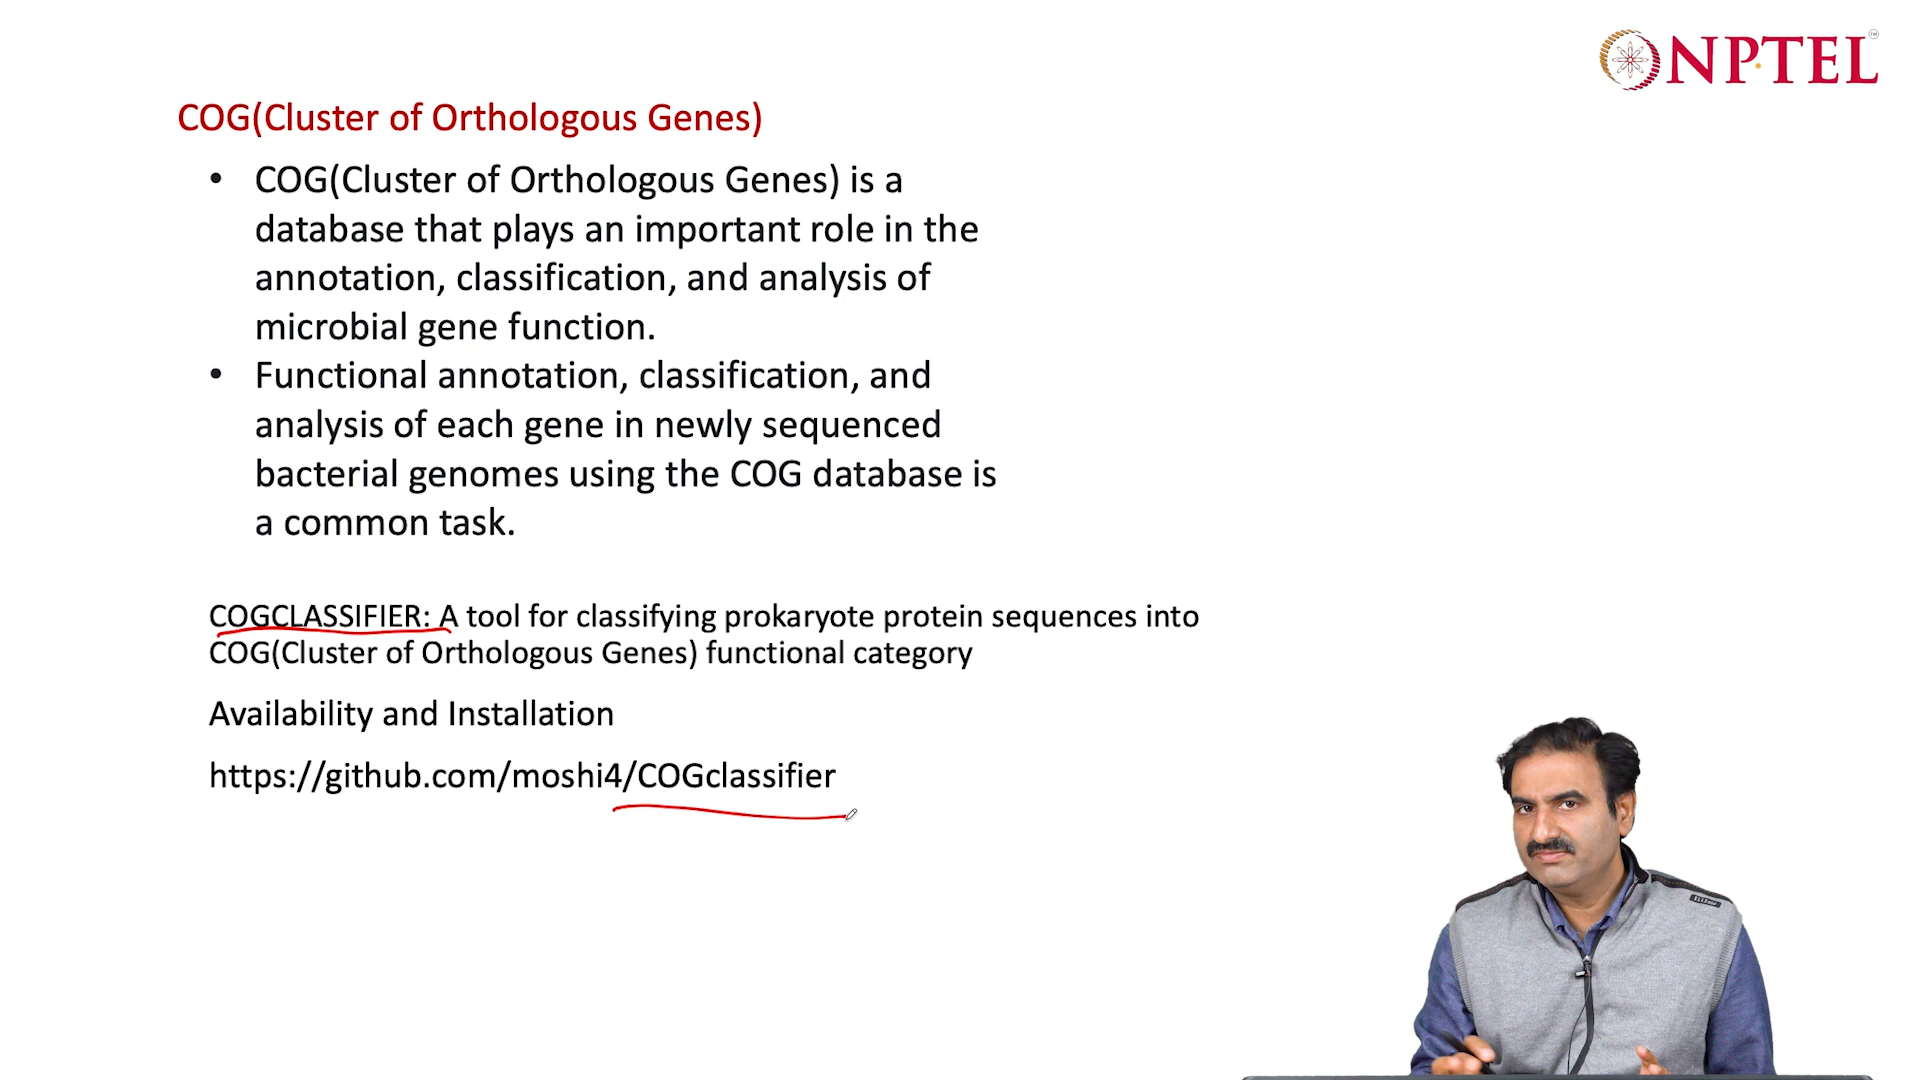 NPTEL
TM
COG(Cluster of Orthologous Genes)
• COG(Cluster of Orthologous Genes) is a
database that plays an important role in the
annotation, classification, and analysis of
microbial gene function.
• Functional annotation, classification, and
analysis of each gene in newly sequenced
bacterial genomes using the COG database is
a common task.
COGCLASSIFIER: A tool for classifying prokaryote protein sequences into
COG(Cluster of Orthologous Genes) functional category
Availability and Installation
https://github.com/moshi4/COGclassifier